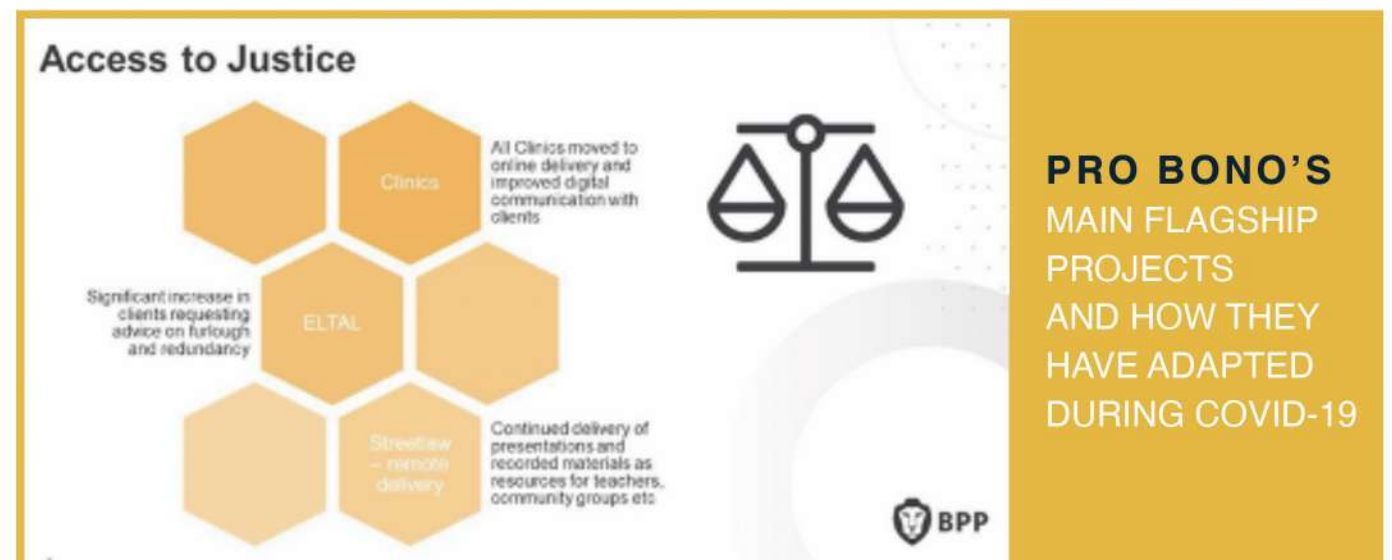 Access to Justice
Clinics
All Clinics moved to
online delivery and
improved digital
communication with
clients
Significant increase in
clients requesting
advice on furlough
and redundancy
ELTAL
Streetlaw
– remote
delivery
Continued delivery of
presentations and
recorded materials as
resources for teachers,
community groups etc
BPP
PRO BONO’S
MAIN FLAGSHIP
PROJECTS
AND HOW THEY
HAVE ADAPTED
DURING COVID-19